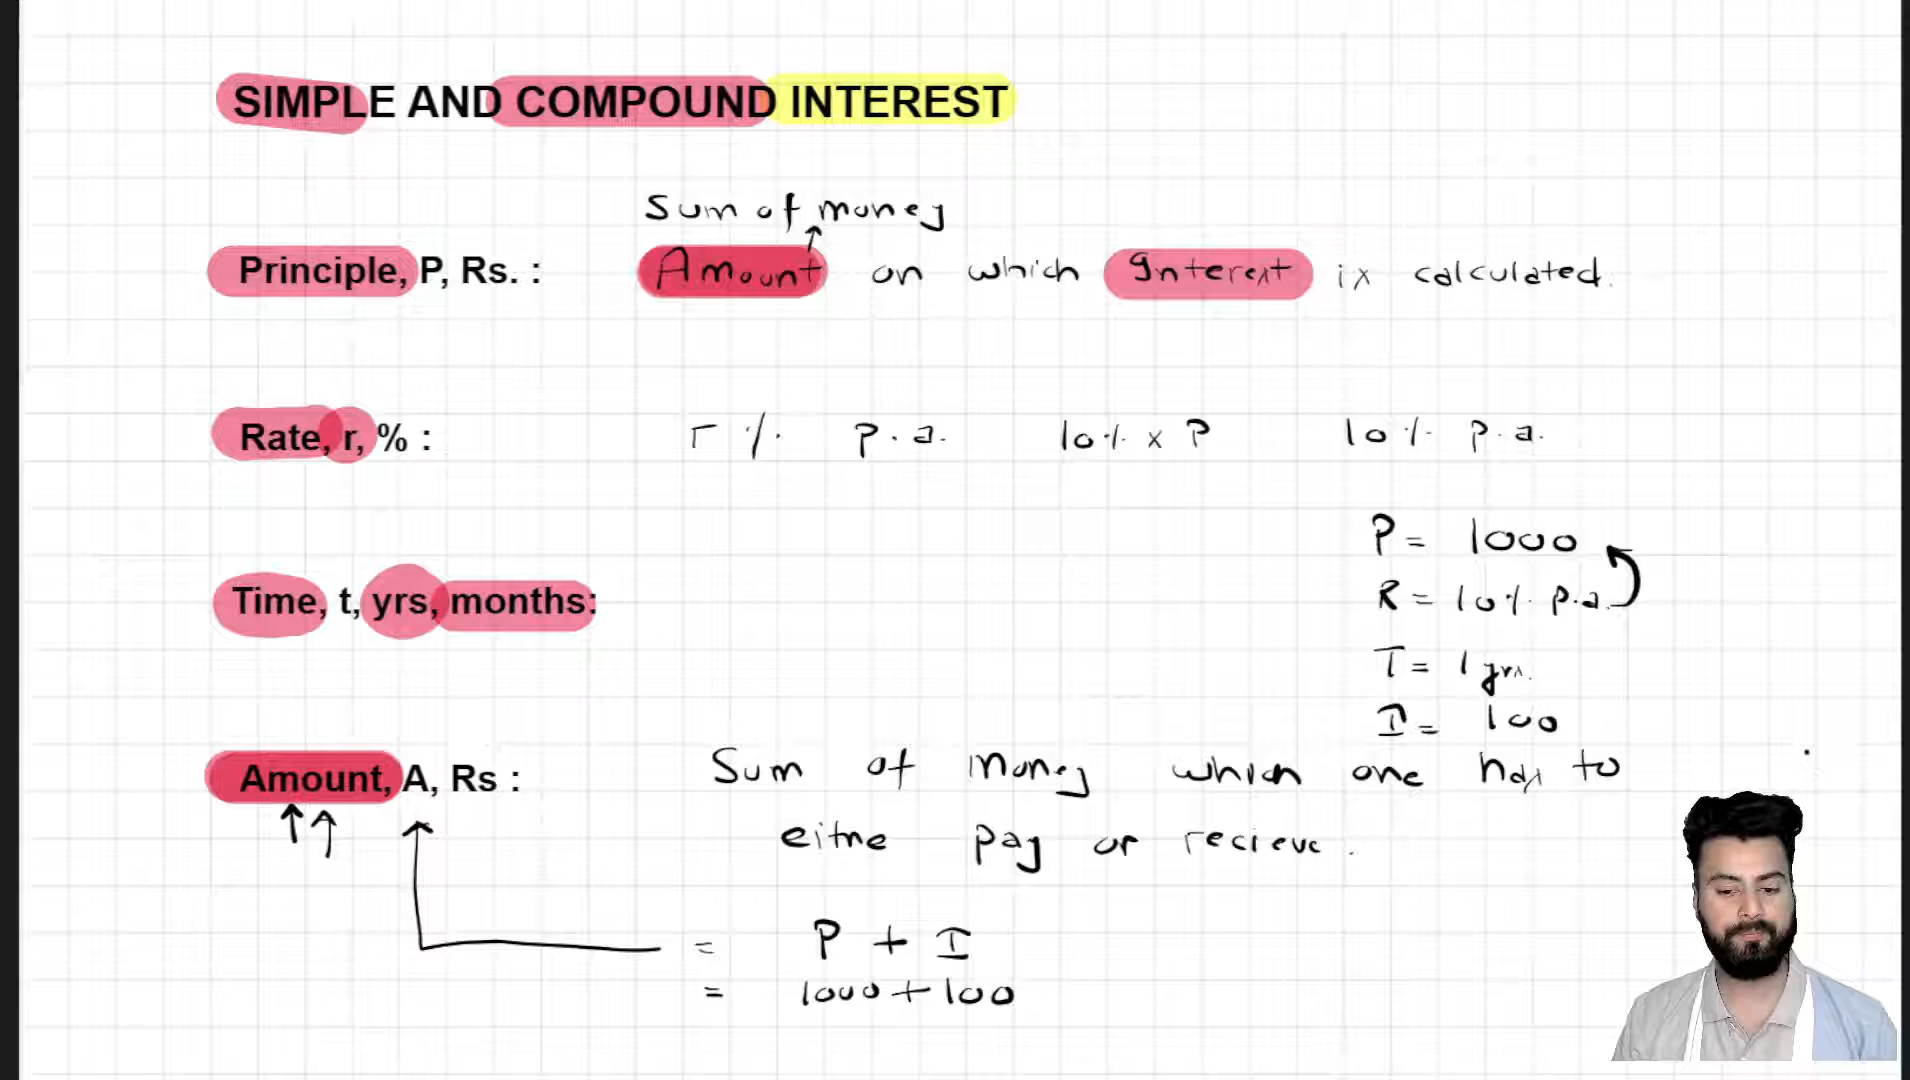 SIMPLE AND COMPOUND INTEREST
Sum of money
Principle, P, Rs. : Amount on which Interest is calculated.
Rate, r, % : r % p.a. 10% x P 10% p.a.
P = 1000
R = 10% p.a.
Time, t, yrs, months:
T = 1 yrs.
I = 100
Amount, A, Rs : Sum of money which one has to
eithe pay or recieve.
= P + I
= 1000 + 100